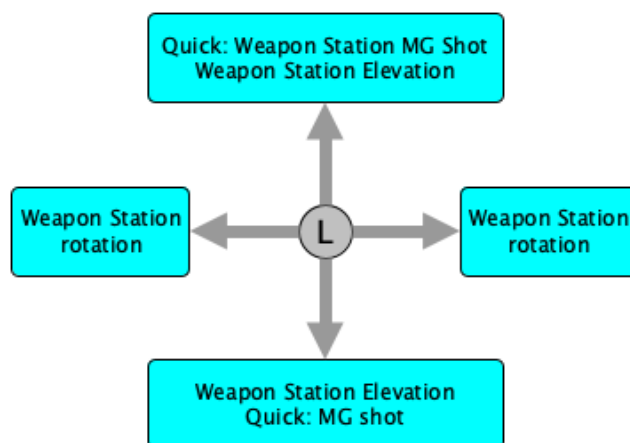 Quick: Weapon Station MG Shot
Weapon Station Elevation
Weapon Station
rotation
L
Weapon Station
rotation
Weapon Station Elevation
Quick: MG shot